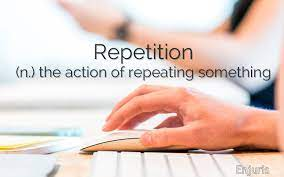 Repetition
(n.) the action of repeating something
Enjuris